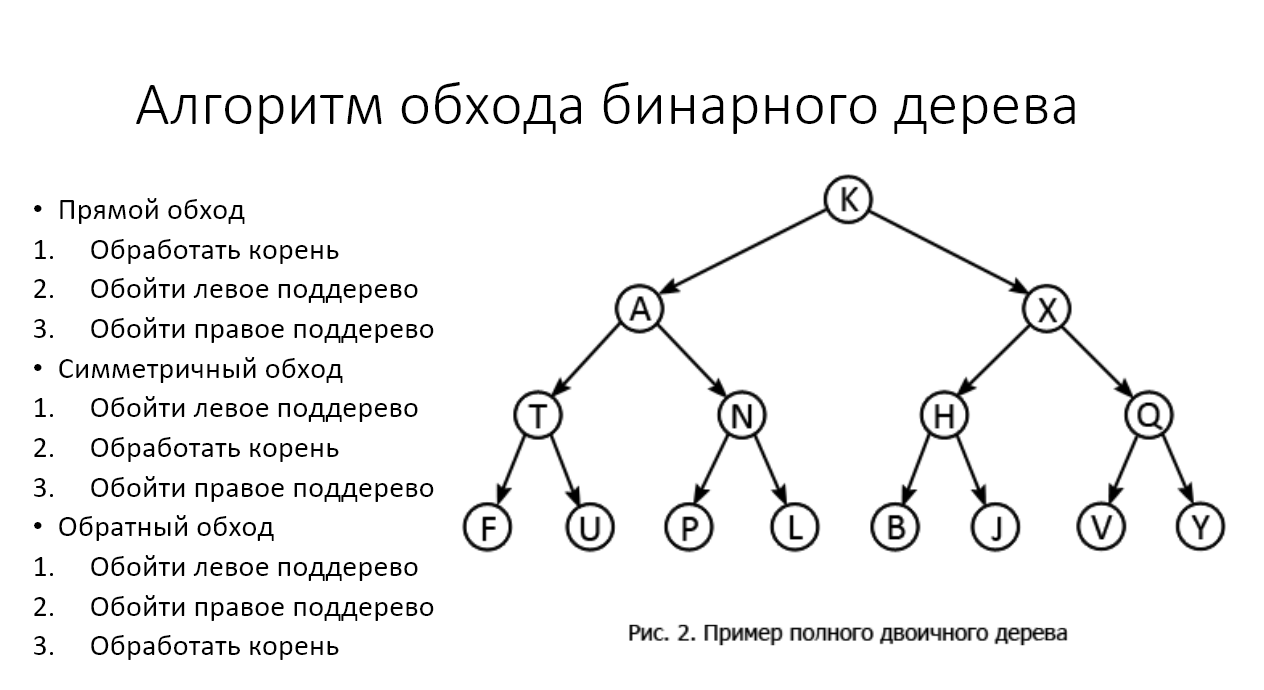 Алгоритм обхода бинарного дерева
• Прямой обход
1. Обработать корень
2. Обойти левое поддерево
3. Обойти правое поддерево
• Симметричный обход
1. Обойти левое поддерево
2. Обработать корень
3. Обойти правое поддерево
• Обратный обход
1. Обойти левое поддерево
2. Обойти правое поддерево
3. Обработать корень
K
A X
T N H Q
F U P L B J V Y
Рис. 2. Пример полного двоичного дерева